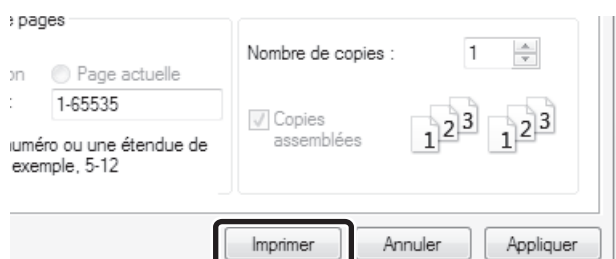 e pages
on Page actuelle
: 1-65535
numéro ou une étendue de
exemple, 5-12
Nombre de copies : 1
Copies
assemblées
1 2 3 1 2 3
Imprimer Annuler Appliquer